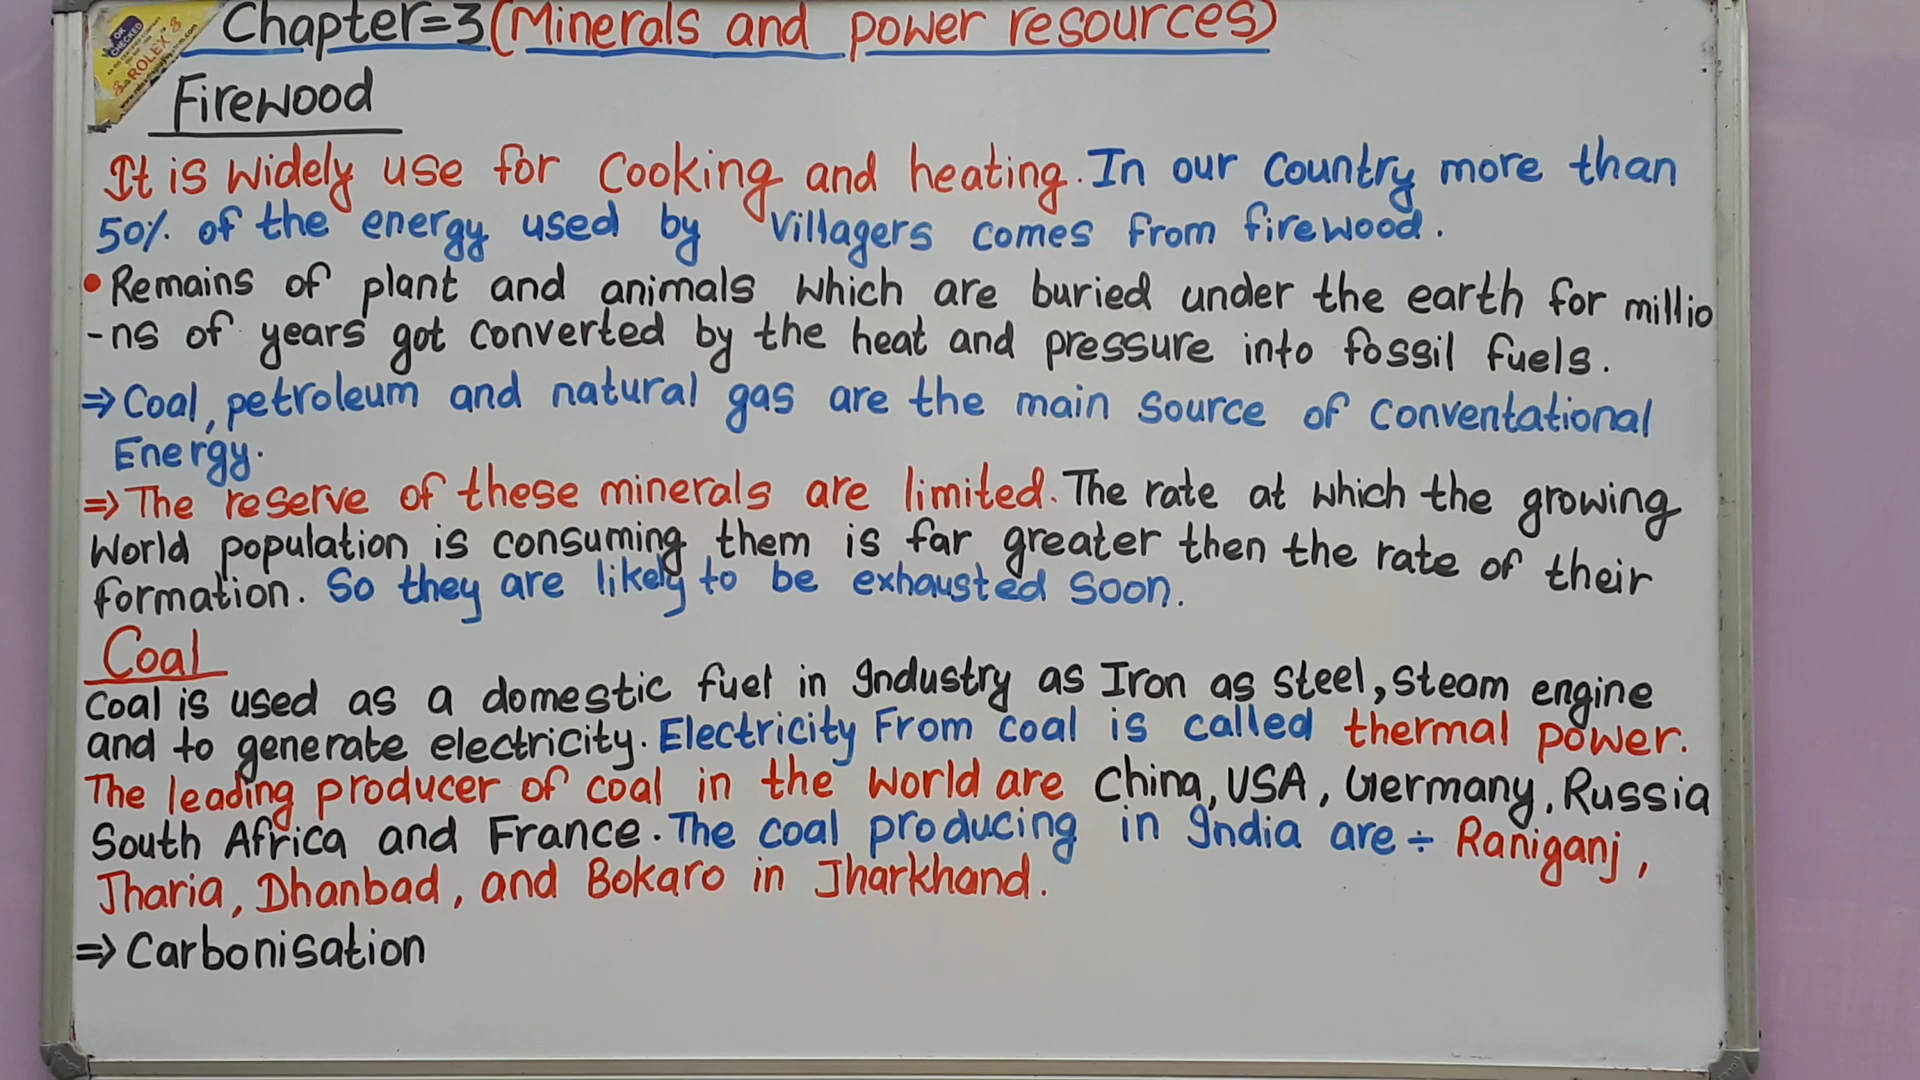 Chapter=3(Minerals and power resources)
Firewood
It is widely use for cooking and heating. In our country more than
50% of the energy used by villagers comes from firewood.
• Remains of plant and animals which are buried under the earth for millio
-ns of years got converted by the heat and pressure into fossil fuels.
⇒ Coal, petroleum and natural gas are the main source of conventational
Energy.
⇒ The reserve of these minerals are limited. The rate at which the growing
World population is consuming them is far greater then the rate of their
formation. So they are likely to be exhausted soon.
Coal
Coal is used as a domestic fuel in Industry as Iron as steel, steam engine
and to generate electricity. Electricity From coal is called thermal power.
The leading producer of coal in the world are China, USA, Germany, Russia
South Africa and France. The coal producing in India are ÷ Raniganj,
Jharia, Dhanbad, and Bokaro in Jharkhand.
⇒ Carbonisation
OK
CHECKED
ROLEX